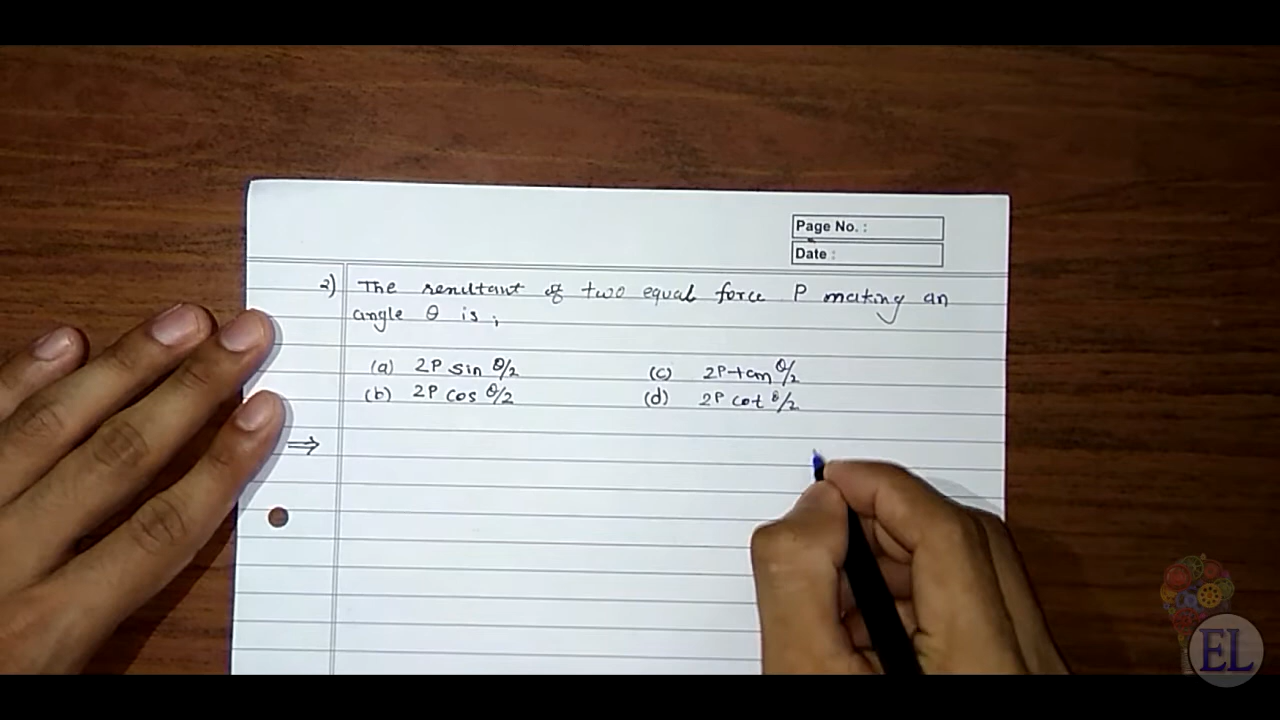 Page No. :
Date :
2) The resultant of two equal force P making an
angle θ is,
(a) 2P sin θ/2
(c) 2P tan θ/2
(b) 2P cos θ/2
(d) 2P cot θ/2
⇒
EL